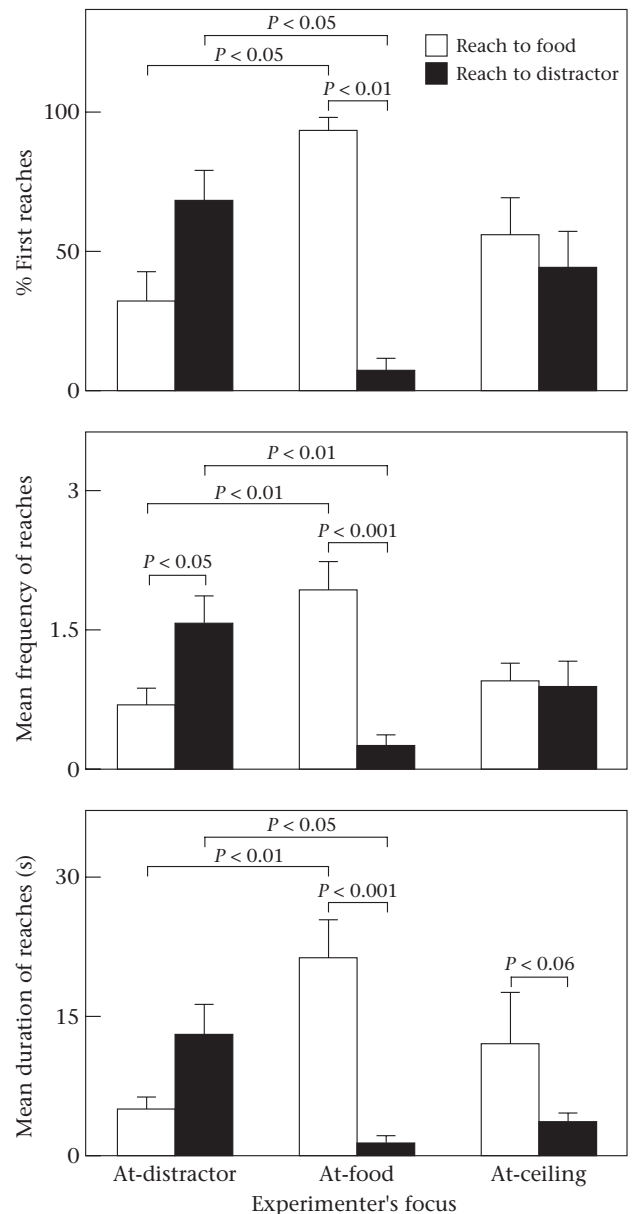 P < 0.05
Reach to food
P < 0.05
Reach to distractor
P < 0.01
100
50
0
% First reaches
P < 0.01
3
P < 0.01
P < 0.001
P < 0.05
1.5
0
Mean frequency of reaches
P < 0.05
P < 0.01
30
P < 0.001
P < 0.06
15
0
Mean duration of reaches (s)
At-distractor At-food At-ceiling
Experimenter's focus